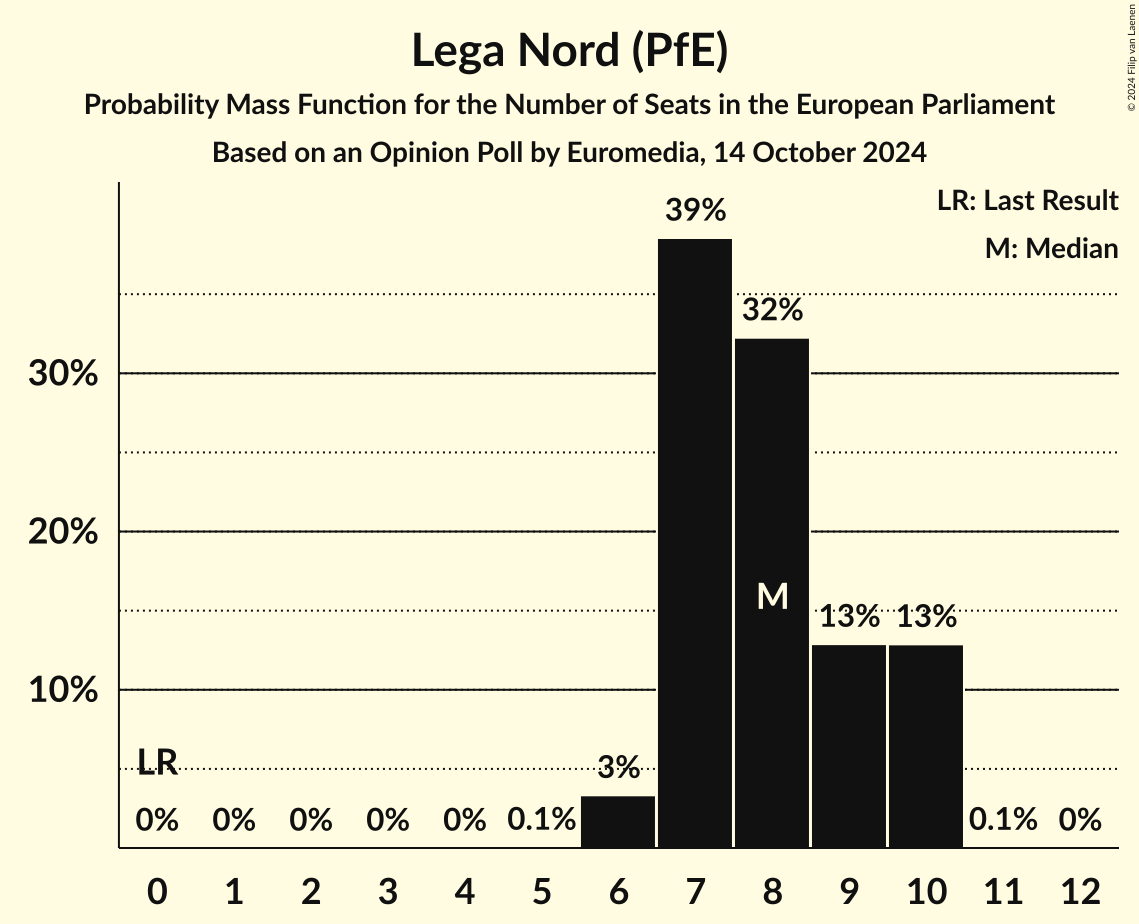 Lega Nord (PfE)
Probability Mass Function for the Number of Seats in the European Parliament
Based on an Opinion Poll by Euromedia, 14 October 2024
© 2024 Filip van Laenen
LR: Last Result
M: Median
39%
32%
30%
20%
M
13% 13%
10%
LR
3%
0% 0% 0% 0% 0% 0.1% 0.1% 0%
0 1 2 3 4 5 6 7 8 9 10 11 12